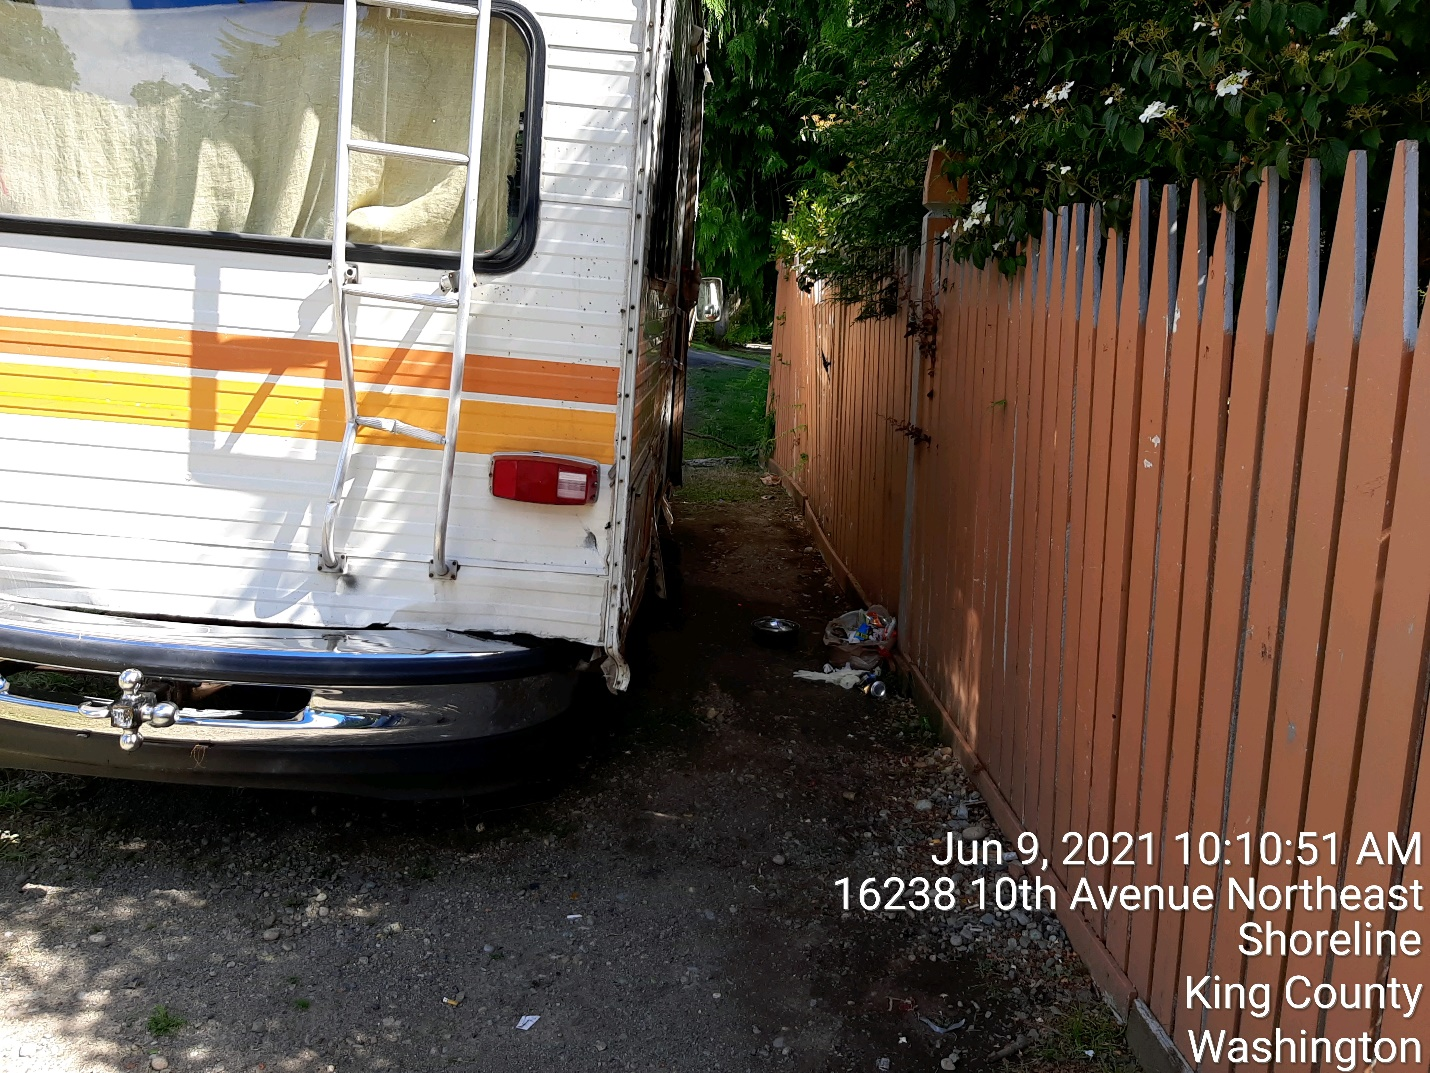 Jun 9, 2021 10:10:51 AM
16238 10th Avenue Northeast
Shoreline
King County
Washington